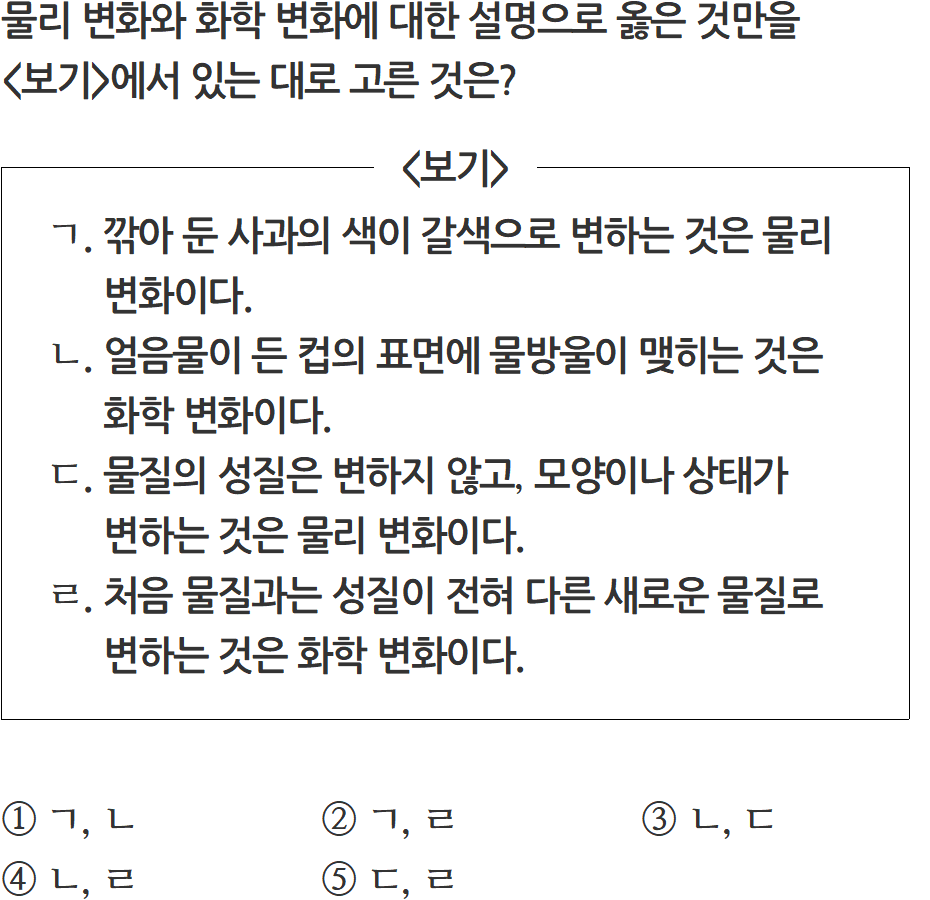 물리 변화와 화학 변화에 대한 설명으로 옳은 것만을
<보기>에서 있는 대로 고른 것은?
<보기>
ㄱ. 깎아 둔 사과의 색이 갈색으로 변하는 것은 물리
변화이다.
ㄴ. 얼음물이 든 컵의 표면에 물방울이 맺히는 것은
화학 변화이다.
ㄷ. 물질의 성질은 변하지 않고, 모양이나 상태가
변하는 것은 물리 변화이다.
ㄹ. 처음 물질과는 성질이 전혀 다른 새로운 물질로
변하는 것은 화학 변화이다.
① ㄱ, ㄴ ② ㄱ, ㄹ ③ ㄴ, ㄷ
④ ㄴ, ㄹ ⑤ ㄷ, ㄹ